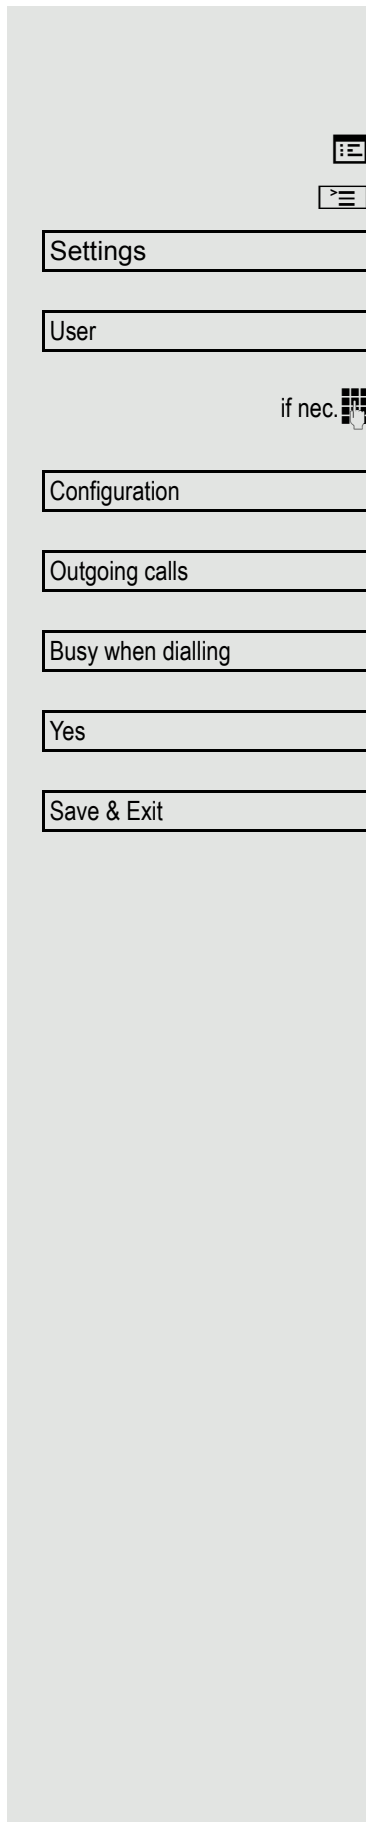 Settings
User
if nec.
Configuration
Outgoing calls
Busy when dialling
Yes
Save & Exit